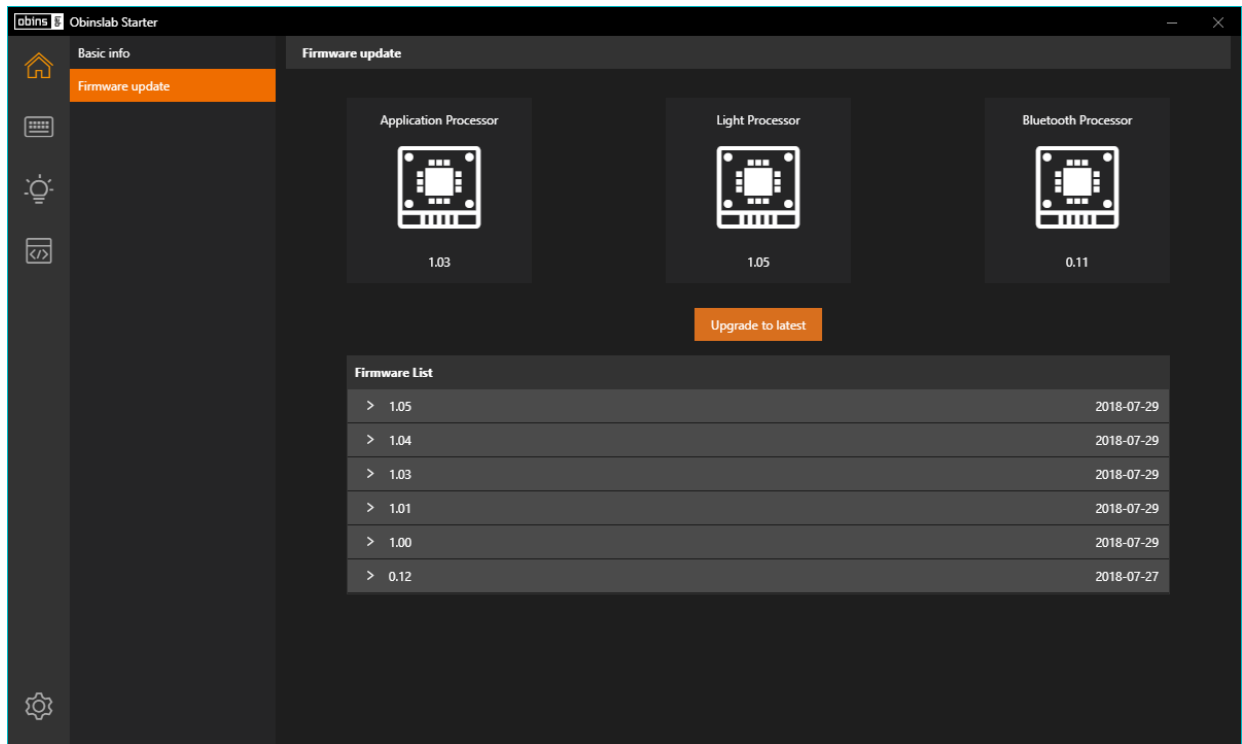 obins Obinslab Starter
Basic info
Firmware update
Firmware update
Application Processor Light Processor Bluetooth Processor
1.03 1.05 0.11
Upgrade to latest
Firmware List
> 1.05 2018-07-29
> 1.04 2018-07-29
> 1.03 2018-07-29
> 1.01 2018-07-29
> 1.00 2018-07-29
> 0.12 2018-07-27